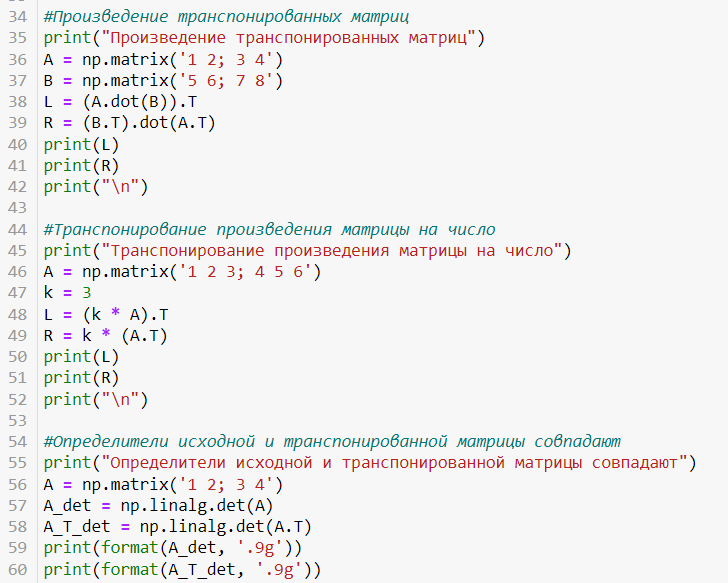 34 #Произведение транспонированных матриц
35 print("Произведение транспонированных матриц")
36 A = np.matrix('1 2; 3 4')
37 B = np.matrix('5 6; 7 8')
38 L = (A.dot(B)).T
39 R = (B.T).dot(A.T)
40 print(L)
41 print(R)
42 print("\n")
43
44 #Транспонирование произведения матрицы на число
45 print("Транспонирование произведения матрицы на число")
46 A = np.matrix('1 2 3; 4 5 6')
47 k = 3
48 L = (k * A).T
49 R = k * (A.T)
50 print(L)
51 print(R)
52 print("\n")
53
54 #Определители исходной и транспонированной матрицы совпадают
55 print("Определители исходной и транспонированной матрицы совпадают")
56 A = np.matrix('1 2; 3 4')
57 A_det = np.linalg.det(A)
58 A_T_det = np.linalg.det(A.T)
59 print(format(A_det, '.9g'))
60 print(format(A_T_det, '.9g'))